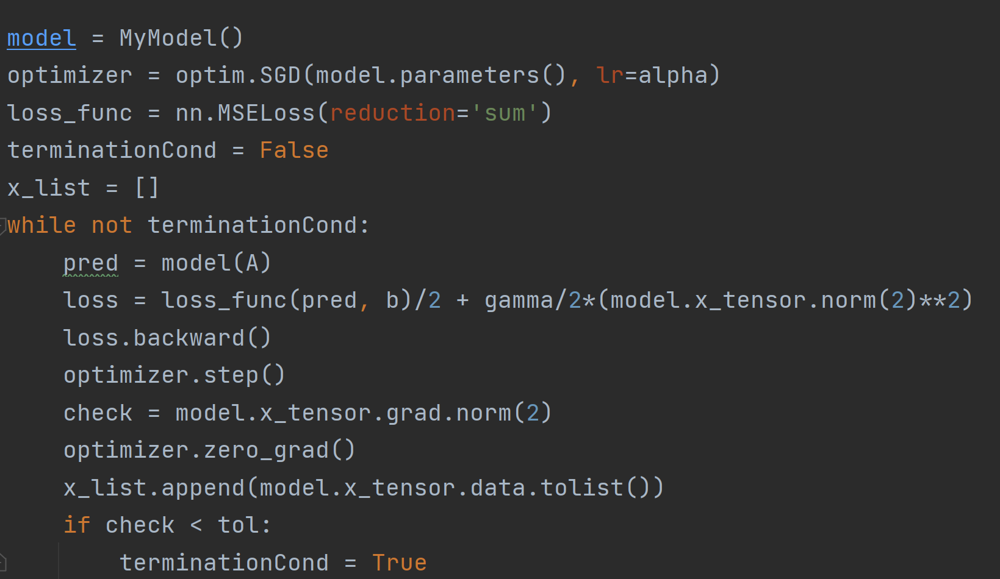 model = MyModel()
optimizer = optim.SGD(model.parameters(), lr=alpha)
loss_func = nn.MSELoss(reduction='sum')
terminationCond = False
x_list = []
while not terminationCond:
    pred = model(A)
    loss = loss_func(pred, b)/2 + gamma/2*(model.x_tensor.norm(2)**2)
    loss.backward()
    optimizer.step()
    check = model.x_tensor.grad.norm(2)
    optimizer.zero_grad()
    x_list.append(model.x_tensor.data.tolist())
    if check < tol:
        terminationCond = True